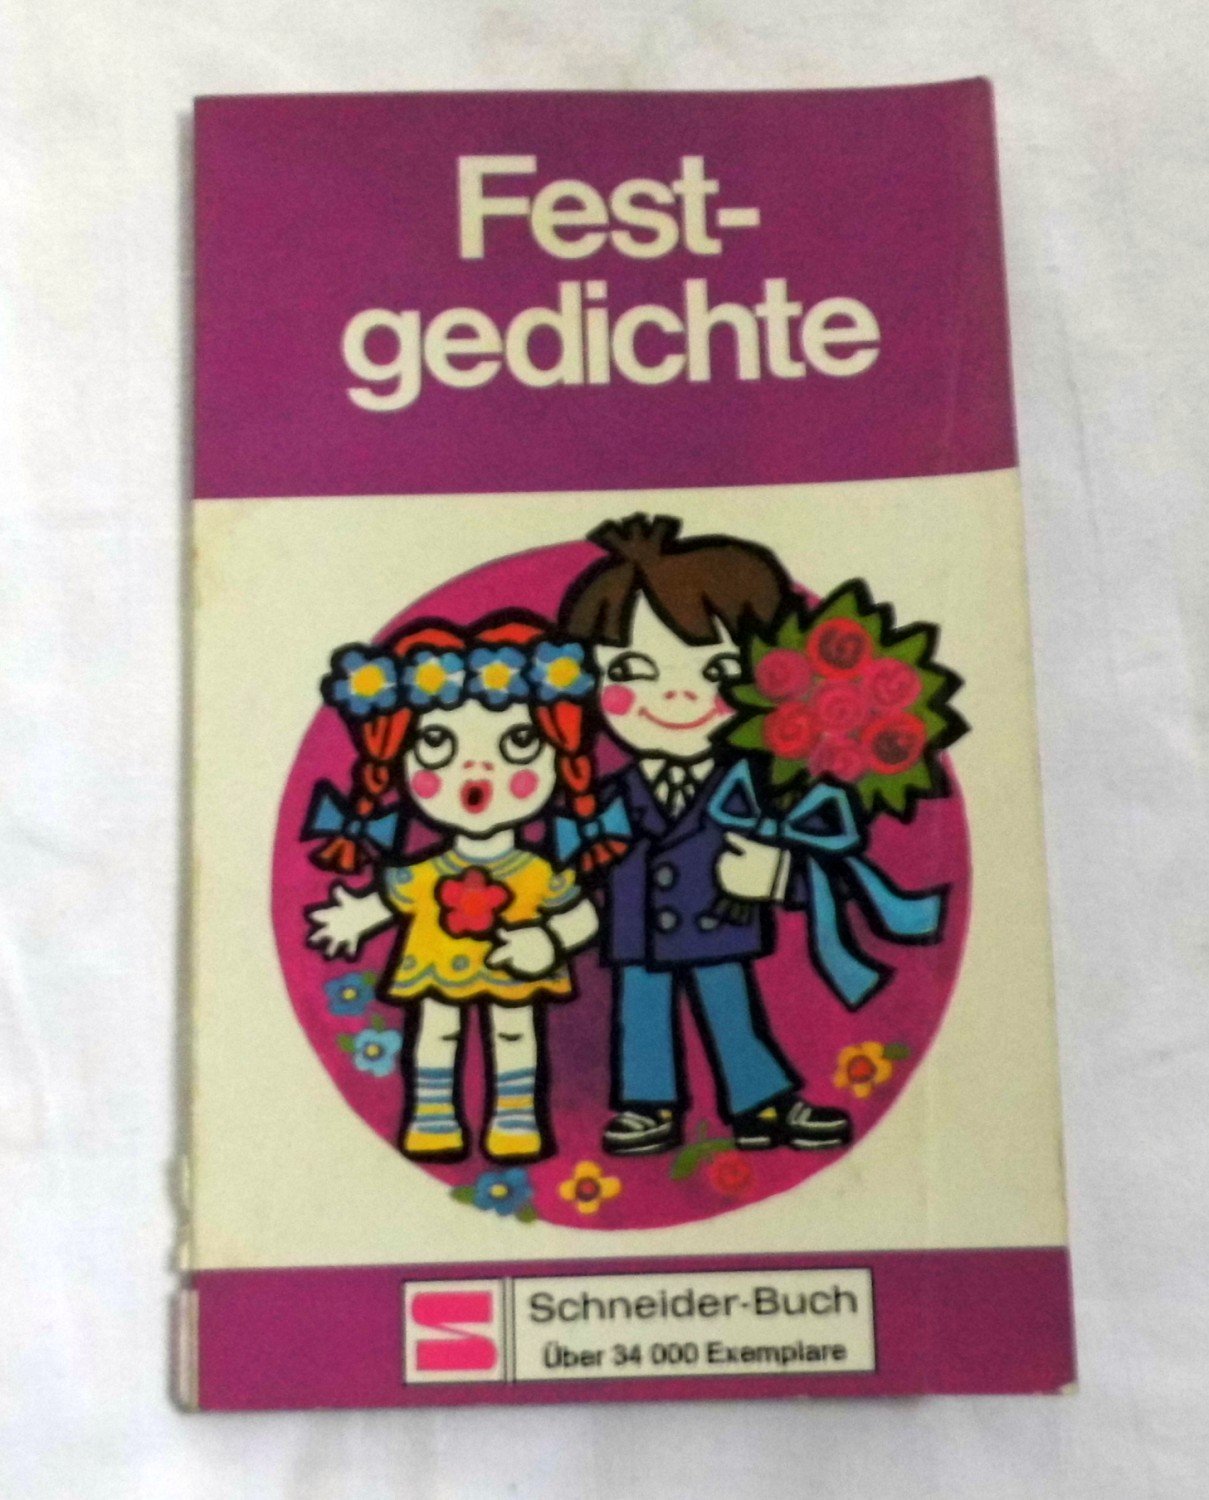 Fest-
gedichte
Schneider-Buch
Über 34 000 Exemplare